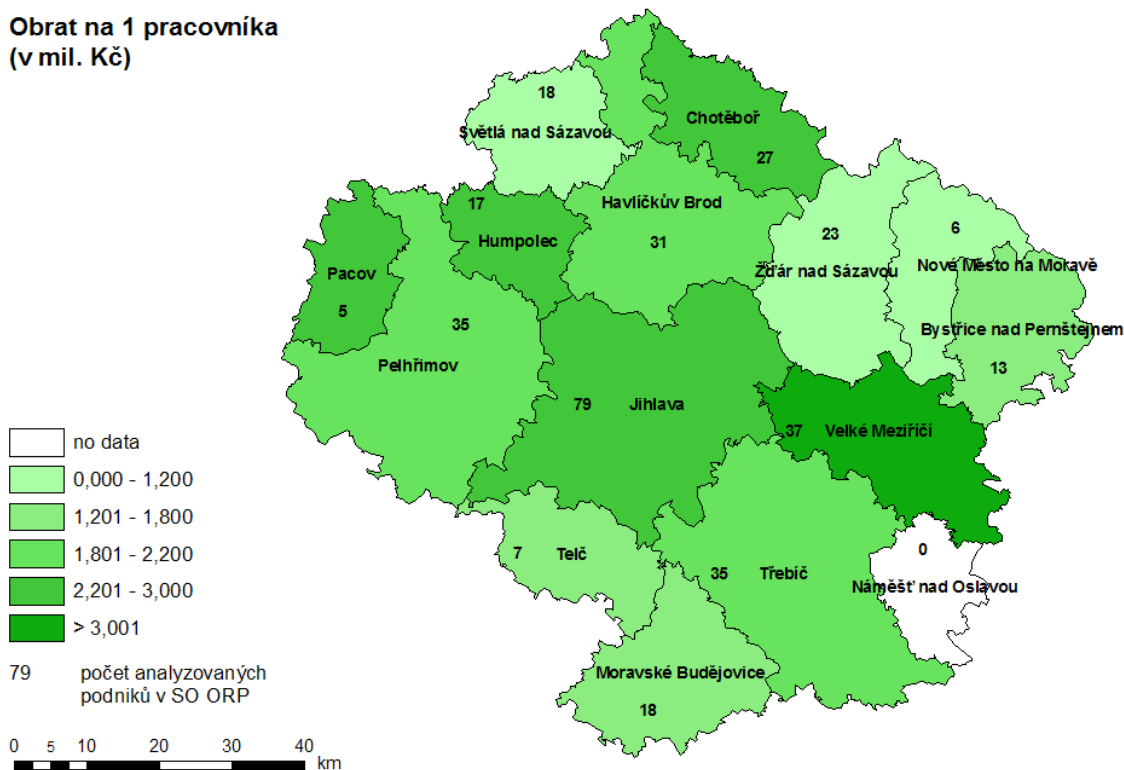 Obrat na 1 pracovníka
(v mil. Kč)
18
Světlá nad Sázavou
Chotěboř
27
17
Humpolec
Havlíčkův Brod
31
23
Žďár nad Sázavou
6
Nové Město na Moravě
Pacov
5
35
Pelhřimov
Bystřice nad Pernštejnem
13
79
Jihlava
37
Velké Meziříčí
7
Telč
35
Třebíč
0
Náměšť nad Oslavou
Moravské Budějovice
18
no data
0,000 - 1,200
1,201 - 1,800
1,801 - 2,200
2,201 - 3,000
> 3,001
79 počet analyzovaných
podniků v SO ORP
0 5 10 20 30 40
km